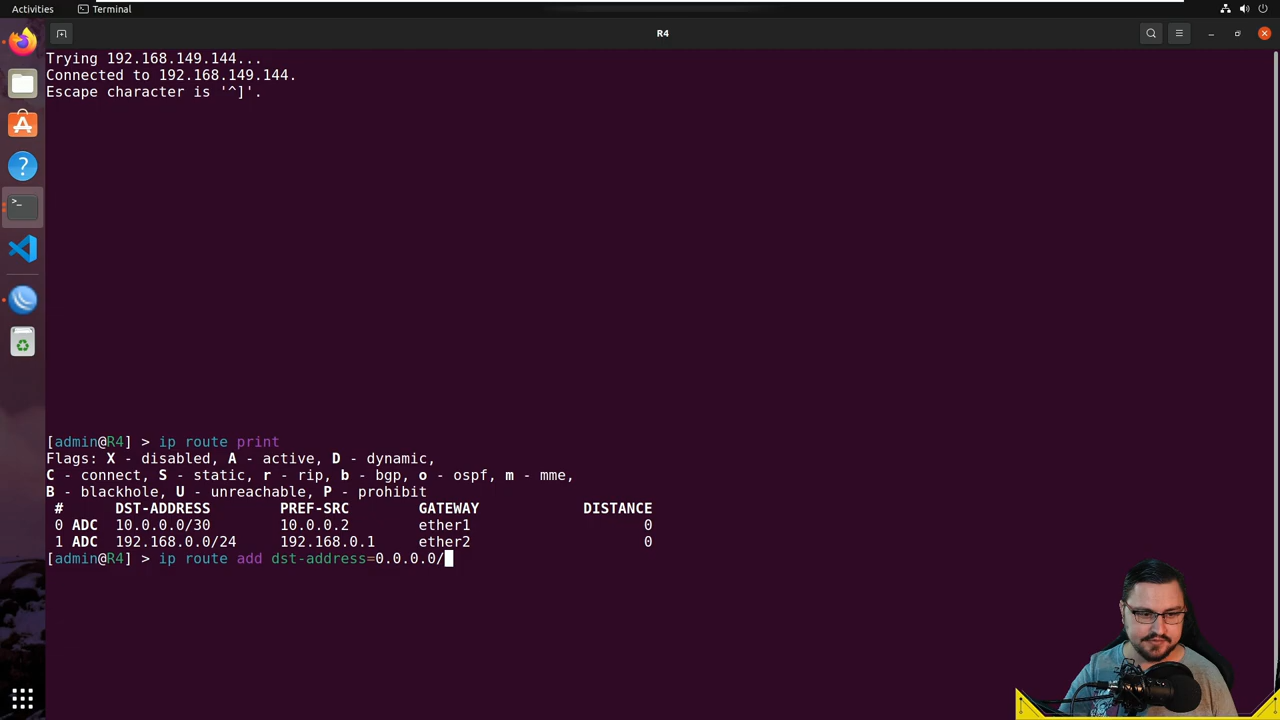 Activities Terminal
R4
Trying 192.168.149.144...
Connected to 192.168.149.144.
Escape character is '^]'.
[admin@R4] > ip route print
Flags: X - disabled, A - active, D - dynamic,
C - connect, S - static, r - rip, b - bgp, o - ospf, m - mme,
B - blackhole, U - unreachable, P - prohibit
# DST-ADDRESS PREF-SRC GATEWAY DISTANCE
0 ADC 10.0.0.0/30 10.0.0.2 ether1 0
1 ADC 192.168.0.0/24 192.168.0.1 ether2 0
[admin@R4] > ip route add dst-address=0.0.0.0/